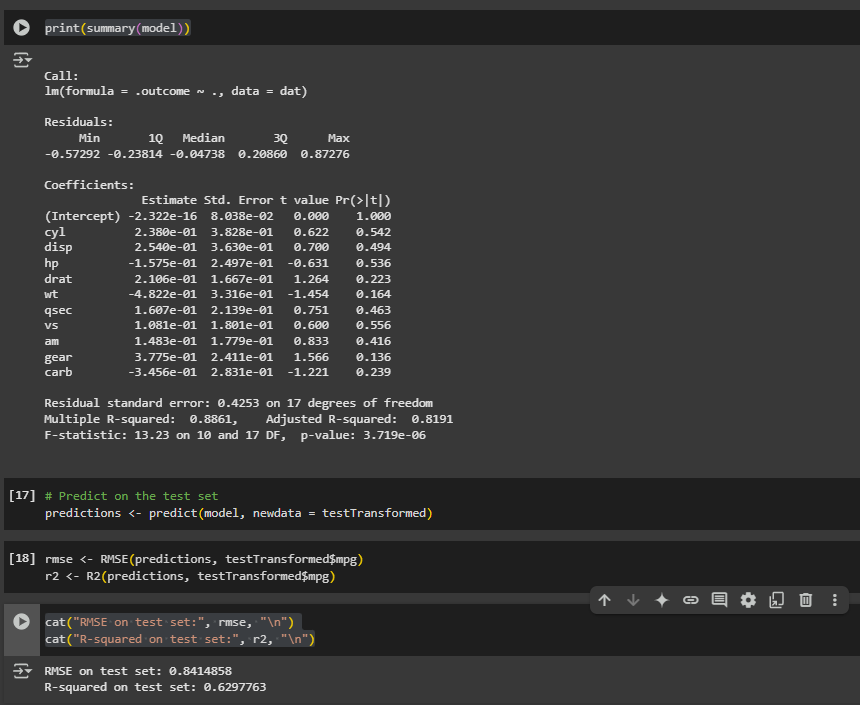 print(summary(model))
Call:
lm(formula = .outcome ~ ., data = dat)
Residuals:
     Min       1Q   Median       3Q      Max
-0.57292 -0.23814 -0.04738  0.20860  0.87276
Coefficients:
              Estimate Std. Error t value Pr(>|t|)
(Intercept) -2.322e-16  8.038e-02   0.000    1.000
cyl          2.380e-01  3.828e-01   0.622    0.542
disp         2.540e-01  3.630e-01   0.700    0.494
hp          -1.575e-01  2.497e-01  -0.631    0.536
drat         2.106e-01  1.667e-01   1.264    0.223
wt          -4.822e-01  3.316e-01  -1.454    0.164
qsec         1.607e-01  2.139e-01   0.751    0.463
vs           1.081e-01  1.801e-01   0.600    0.556
am           1.483e-01  1.779e-01   0.833    0.416
gear         3.775e-01  2.411e-01   1.566    0.136
carb        -3.456e-01  2.831e-01  -1.221    0.239
Residual standard error: 0.4253 on 17 degrees of freedom
Multiple R-squared:  0.8861,    Adjusted R-squared:  0.8191
F-statistic: 13.23 on 10 and 17 DF,  p-value: 3.719e-06
[17] # Predict on the test set
predictions <- predict(model, newdata = testTransformed)
[18] rmse <- RMSE(predictions, testTransformed$mpg)
r2 <- R2(predictions, testTransformed$mpg)
cat("RMSE on test set:", rmse, "\n")
cat("R-squared on test set:", r2, "\n")
RMSE on test set: 0.8414858
R-squared on test set: 0.6297763